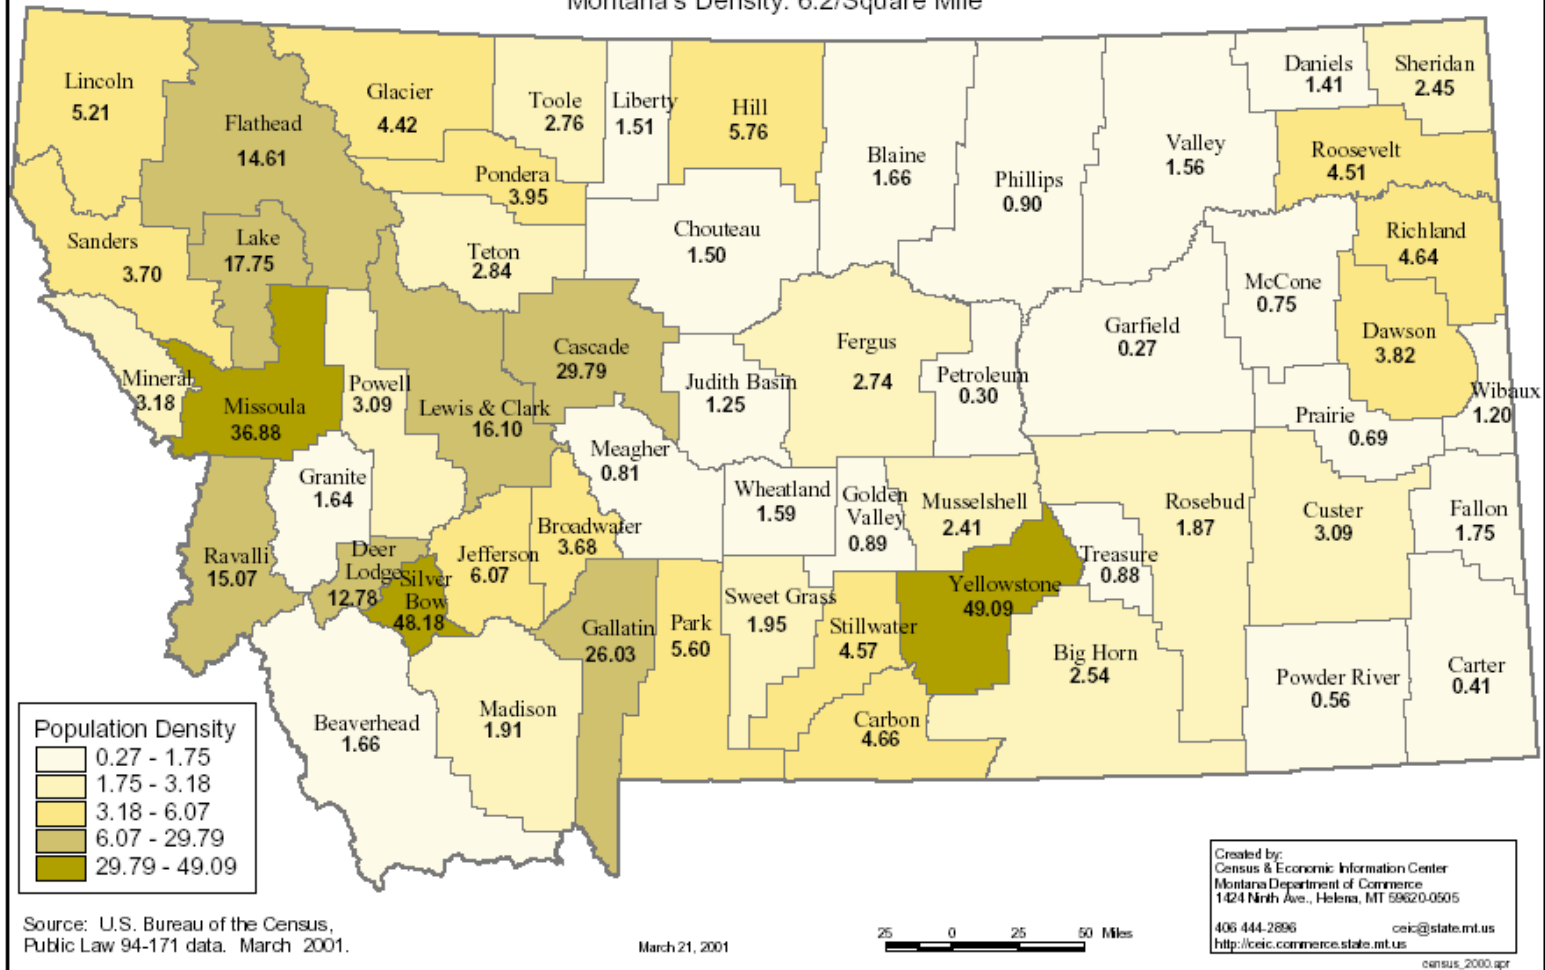 Montana's Density: 6.2/Square Mile
Lincoln
5.21
Flathead
14.61
Glacier
4.42
Toole
2.76
Liberty
1.51
Hill
5.76
Blaine
1.66
Phillips
0.90
Valley
1.56
Daniels
1.41
Sheridan
2.45
Roosevelt
4.51
Pondera
3.95
Sanders
3.70
Lake
17.75
Teton
2.84
Chouteau
1.50
Richland
4.64
McCone
0.75
Garfield
0.27
Dawson
3.82
Wibaux
1.20
Mineral
3.18
Missoula
36.88
Powell
3.09
Lewis & Clark
16.10
Cascade
29.79
Judith Basin
1.25
Fergus
2.74
Petroleum
0.30
Prairie
0.69
Meagher
0.81
Granite
1.64
Wheatland
1.59
Golden
Valley
0.89
Musselshell
2.41
Rosebud
1.87
Custer
3.09
Fallon
1.75
Ravalli
15.07
Deer
Lodge
12.78
Silver
Bow
48.18
Jefferson
6.07
Broadwater
3.68
Treasure
0.88
Yellowstone
49.09
Gallatin
26.03
Park
5.60
Sweet Grass
1.95
Stillwater
4.57
Big Horn
2.54
Powder River
0.56
Carter
0.41
Beaverhead
1.66
Madison
1.91
Carbon
4.66
Population Density
0.27 - 1.75
1.75 - 3.18
3.18 - 6.07
6.07 - 29.79
29.79 - 49.09
Source: U.S. Bureau of the Census,
Public Law 94-171 data. March 2001.
March 21, 2001
25 0 25 50 Miles
Created by:
Census & Economic Information Center
Montana Department of Commerce
1424 Ninth Ave., Helena, MT 59620-0505
406 444-2896 ceic@state.mt.us
http://ceic.commerce.state.mt.us
census_2000.apr